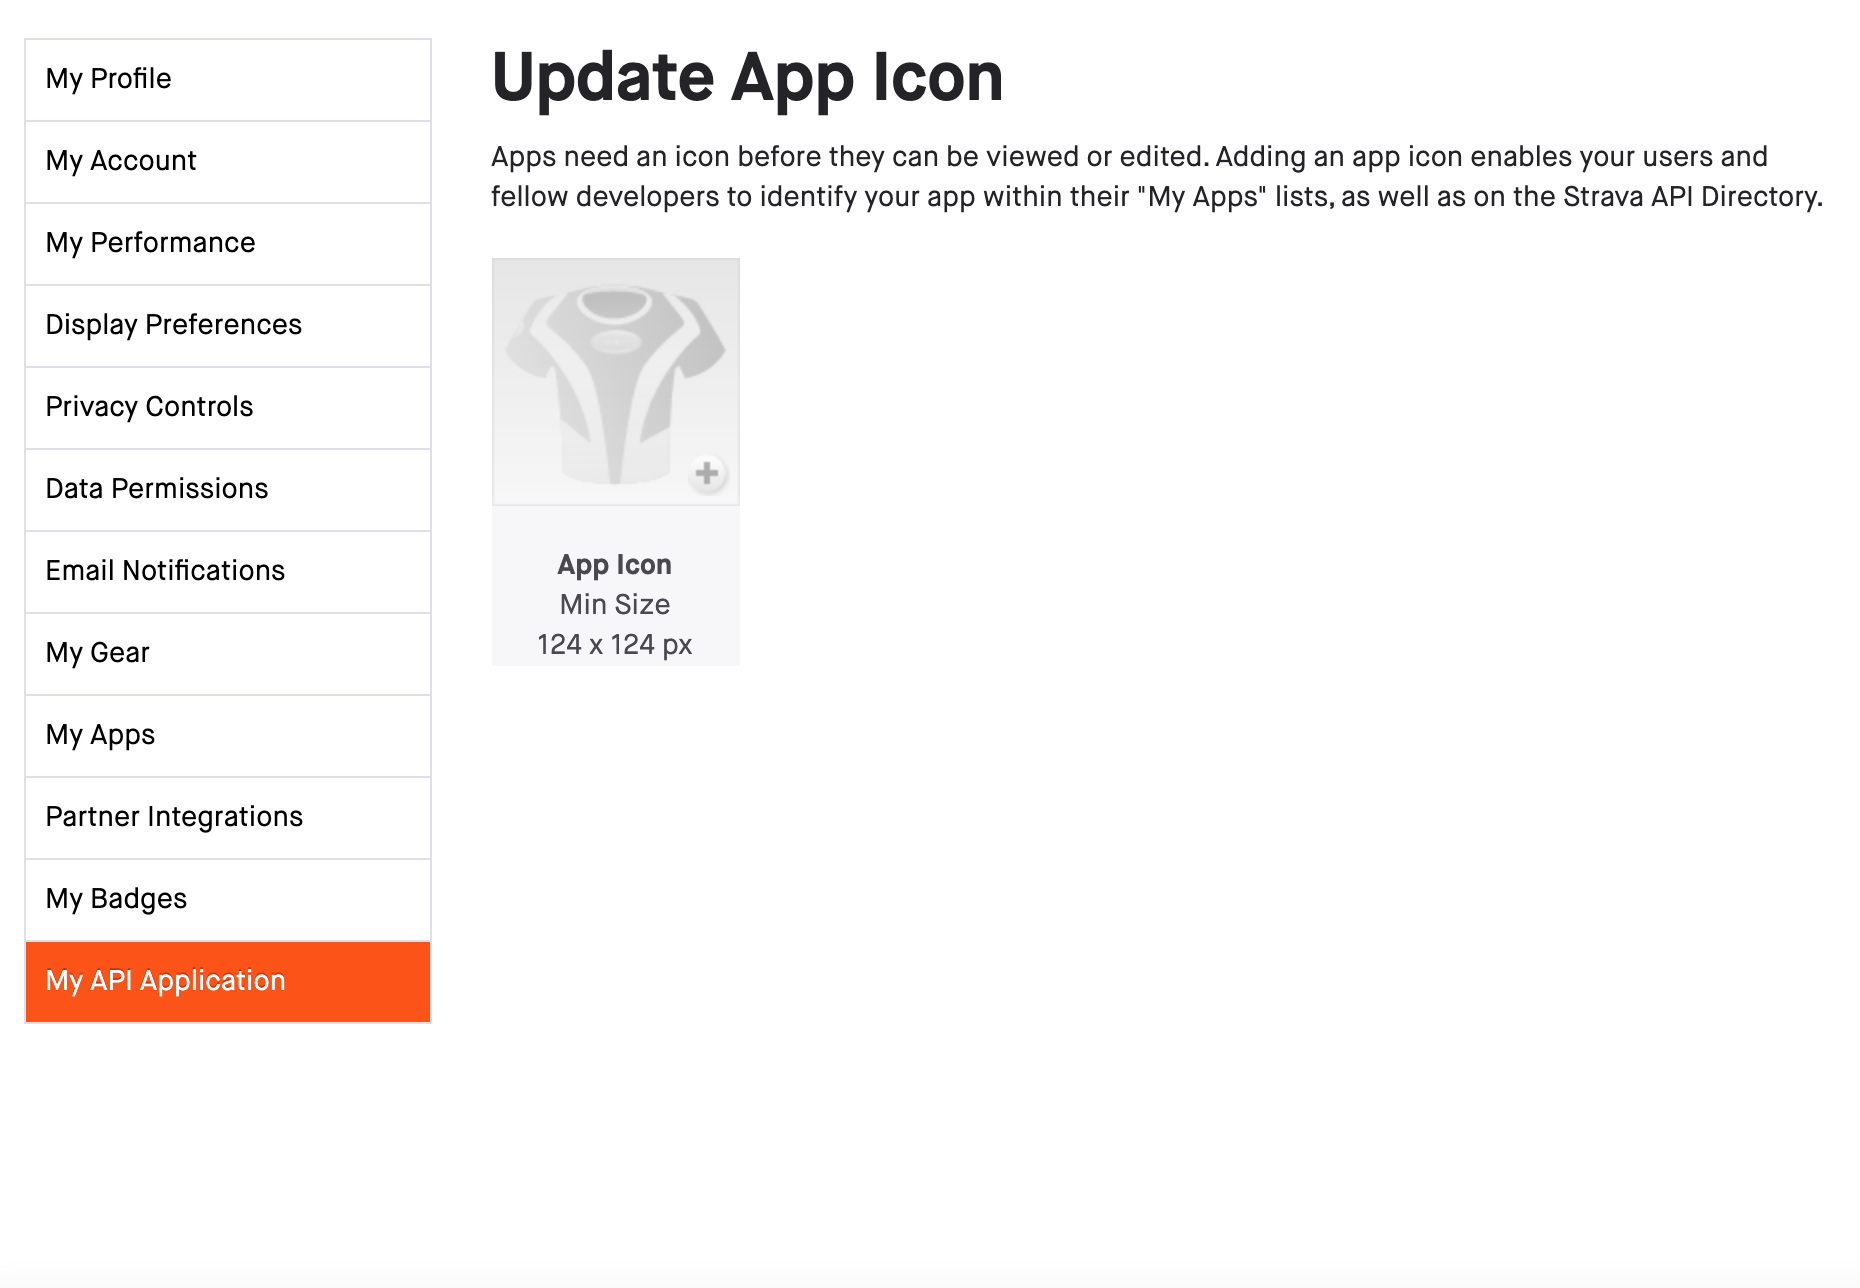 My Profile
My Account
My Performance
Display Preferences
Privacy Controls
Data Permissions
Email Notifications
My Gear
My Apps
Partner Integrations
My Badges
My API Application
Update App Icon
Apps need an icon before they can be viewed or edited. Adding an app icon enables your users and
fellow developers to identify your app within their "My Apps" lists, as well as on the Strava API Directory.
App Icon
Min Size
124 x 124 px